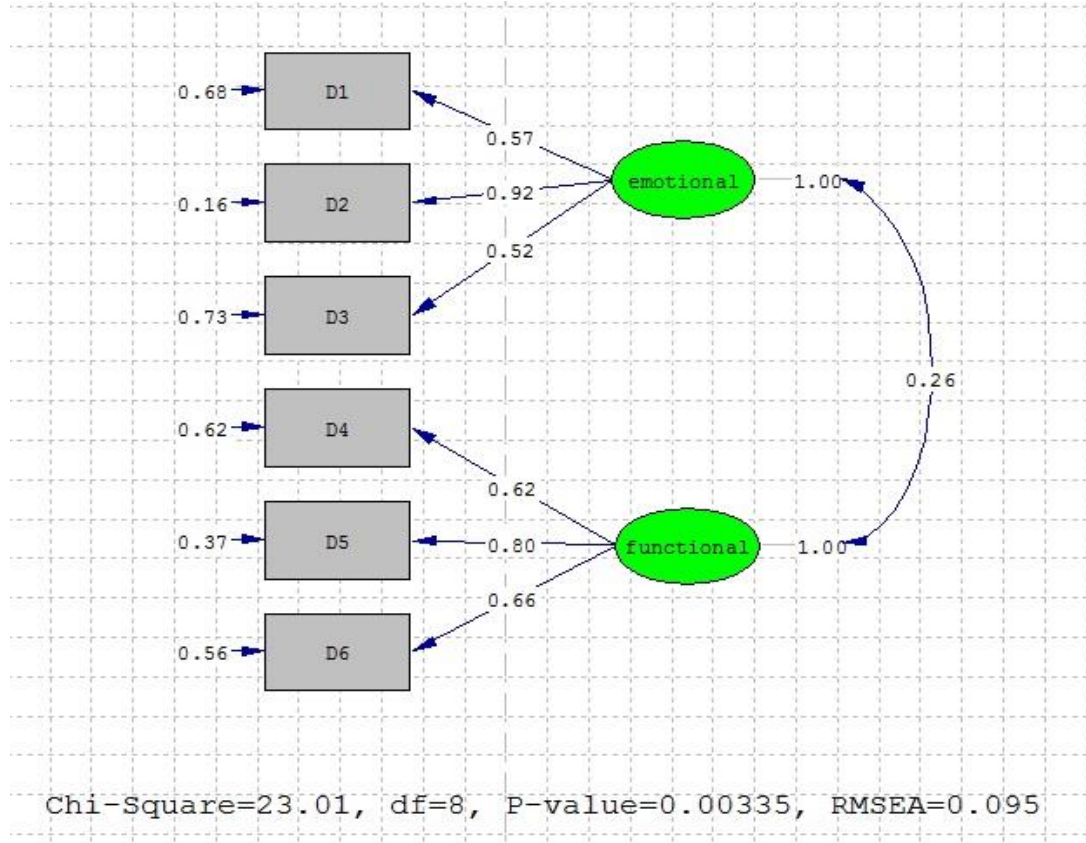 0.68 D1
0.57
emotional 1.00
0.92
0.16 D2
0.52
0.73 D3
0.26
0.62 D4
0.62
0.37 D5
0.80
functional 1.00
0.66
0.56 D6
Chi-Square=23.01, df=8, P-value=0.00335, RMSEA=0.095